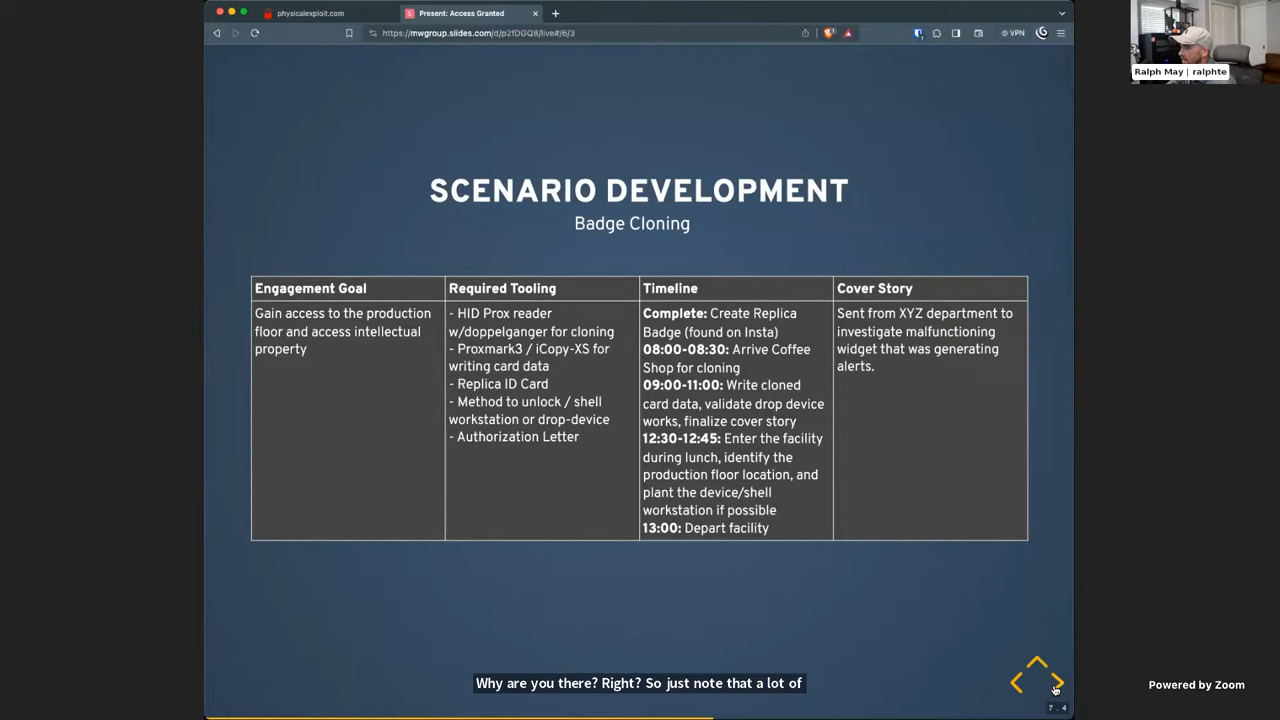 physicalexploit.com
Present: Access Granted
https://mwgroup.slides.com/d/p2fDGQ8/live#/6/3
VPN
Ralph May | ralphte
SCENARIO DEVELOPMENT
Badge Cloning
Engagement Goal
Gain access to the production
floor and access intellectual
property
Required Tooling
- HID Prox reader
w/doppelganger for cloning
- Proxmark3 / iCopy-XS for
writing card data
- Replica ID Card
- Method to unlock / shell
workstation or drop-device
- Authorization Letter
Timeline
Complete: Create Replica
Badge (found on Insta)
08:00-08:30: Arrive Coffee
Shop for cloning
09:00-11:00: Write cloned
card data, validate drop device
works, finalize cover story
12:30-12:45: Enter the facility
during lunch, identify the
production floor location, and
plant the device/shell
workstation if possible
13:00: Depart facility
Cover Story
Sent from XYZ department to
investigate malfunctioning
widget that was generating
alerts.
Why are you there? Right? So just note that a lot of
7.4
Powered by Zoom